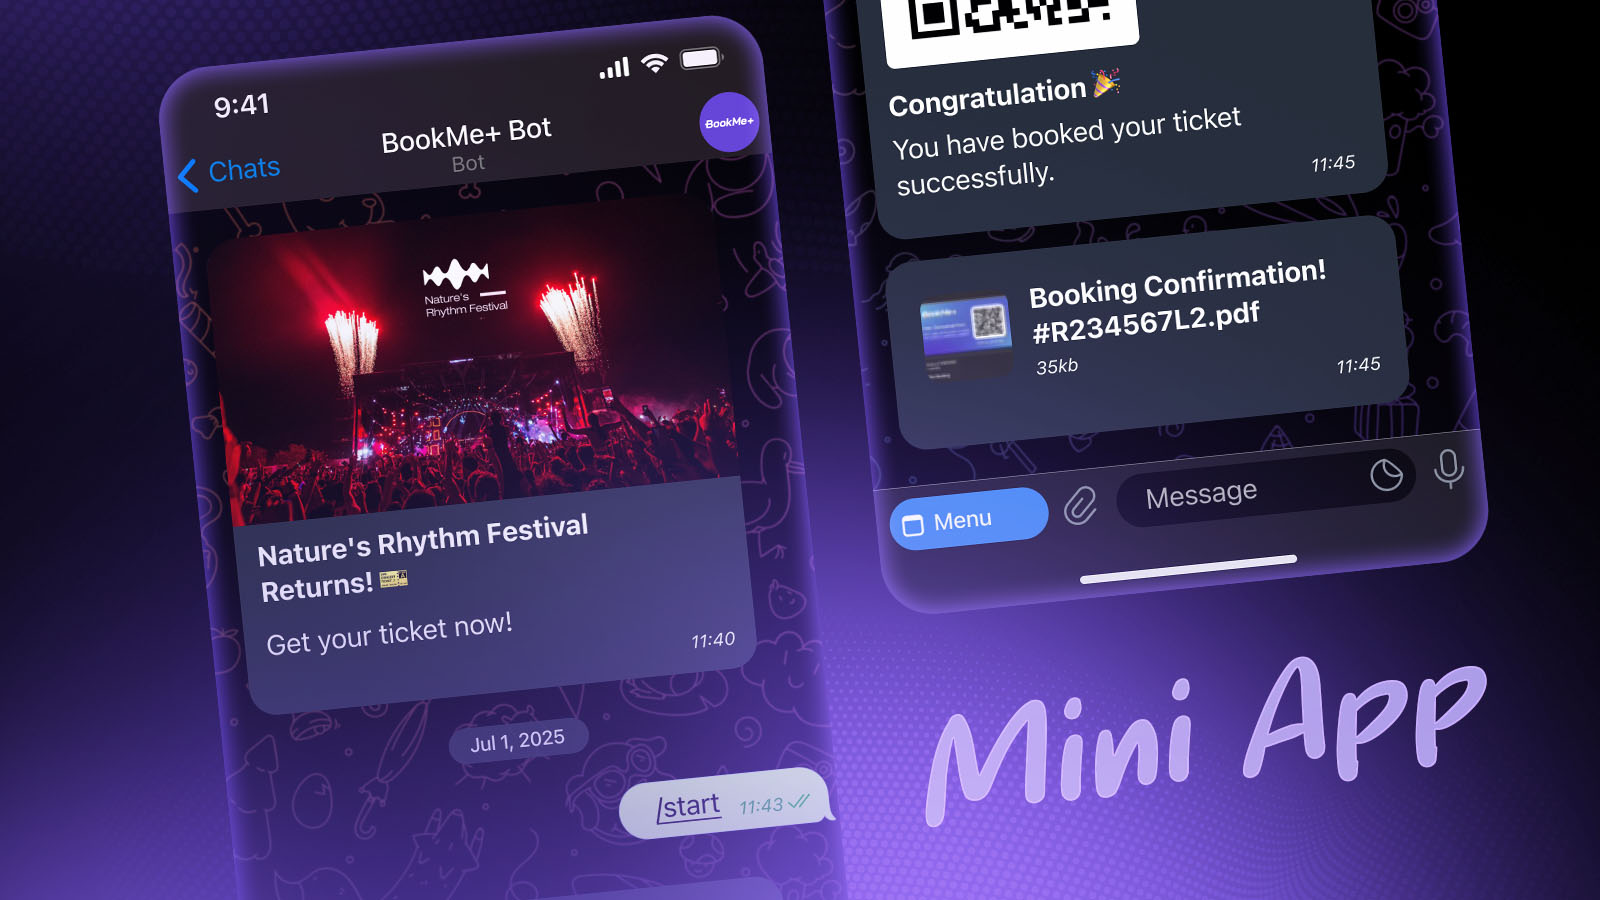 9:41
Chats
BookMe+ Bot
Bot
BookMe+
Nature's
Rhythm Festival
Nature's Rhythm Festival
Returns!
Get your ticket now!
11:40
Jul 1, 2025
/start 11:43
Congratulation
You have booked your ticket
successfully.
11:45
BookMe+
Booking Confirmation!
#R234567L2.pdf
35kb
11:45
Menu
Message
Mini App